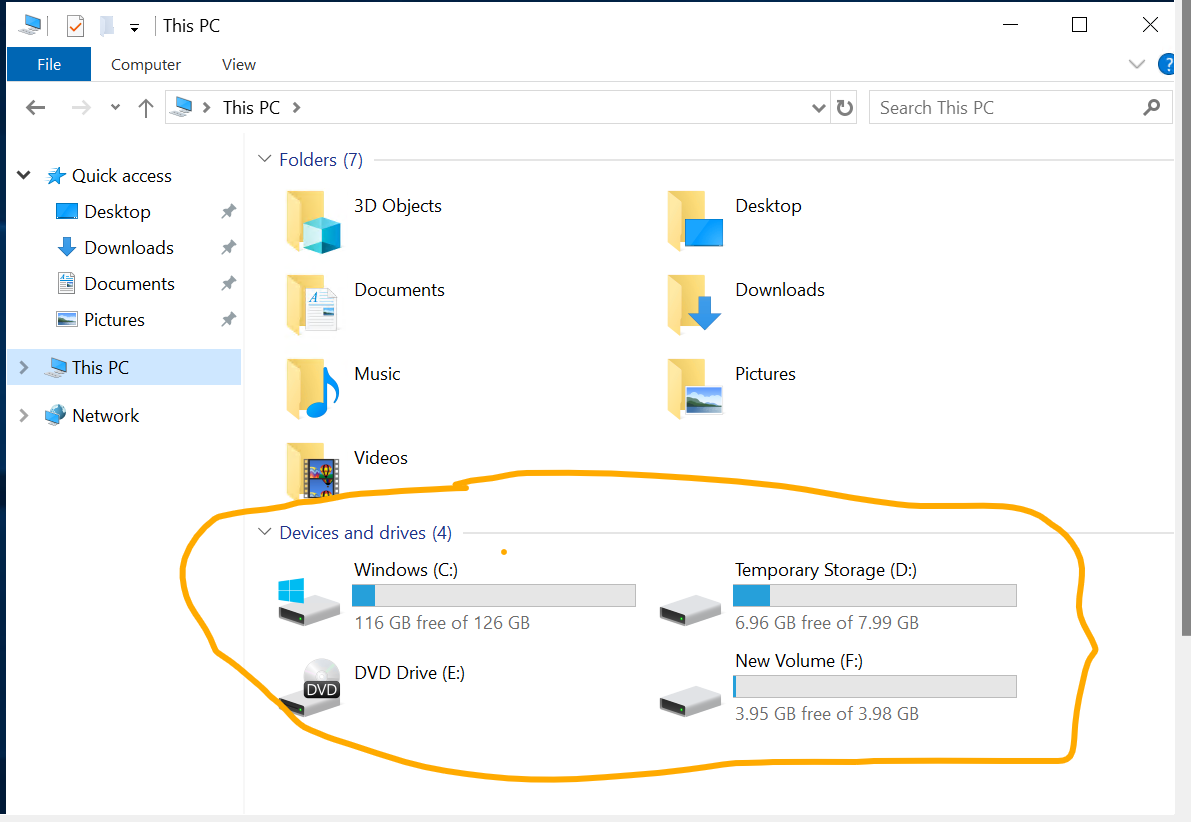 This PC
File Computer View ?
This PC Search This PC
Quick access
Desktop
Downloads
Documents
Pictures
This PC
Network
Folders (7)
3D Objects Desktop
Documents Downloads
Music Pictures
Videos
Devices and drives (4)
Windows (C:)
116 GB free of 126 GB
Temporary Storage (D:)
6.96 GB free of 7.99 GB
DVD
DVD Drive (E:)
New Volume (F:)
3.95 GB free of 3.98 GB